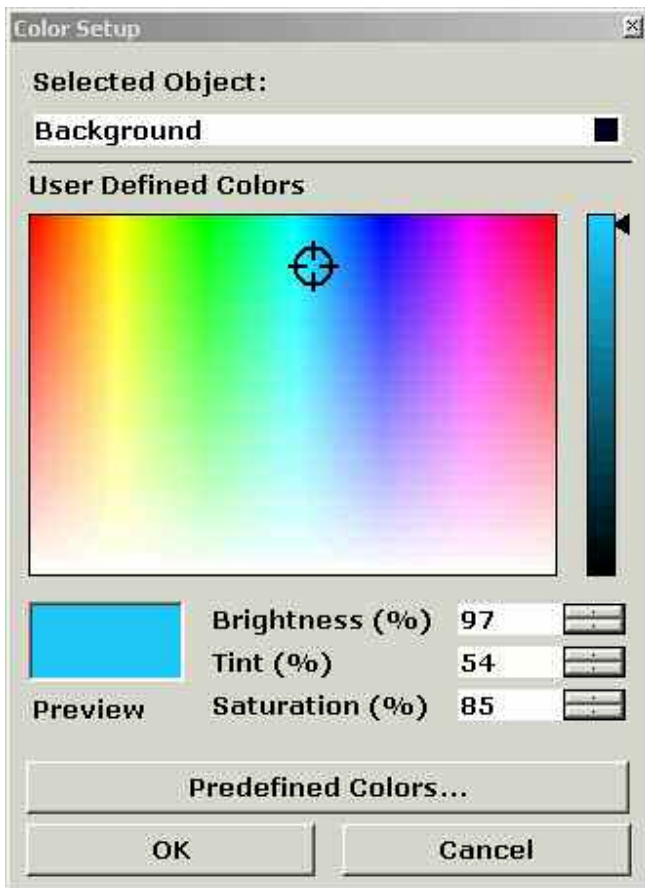 Color Setup
Selected Object:
Background
User Defined Colors
Brightness (%) 97
Tint (%) 54
Saturation (%) 85
Preview
Predefined Colors...
OK Cancel